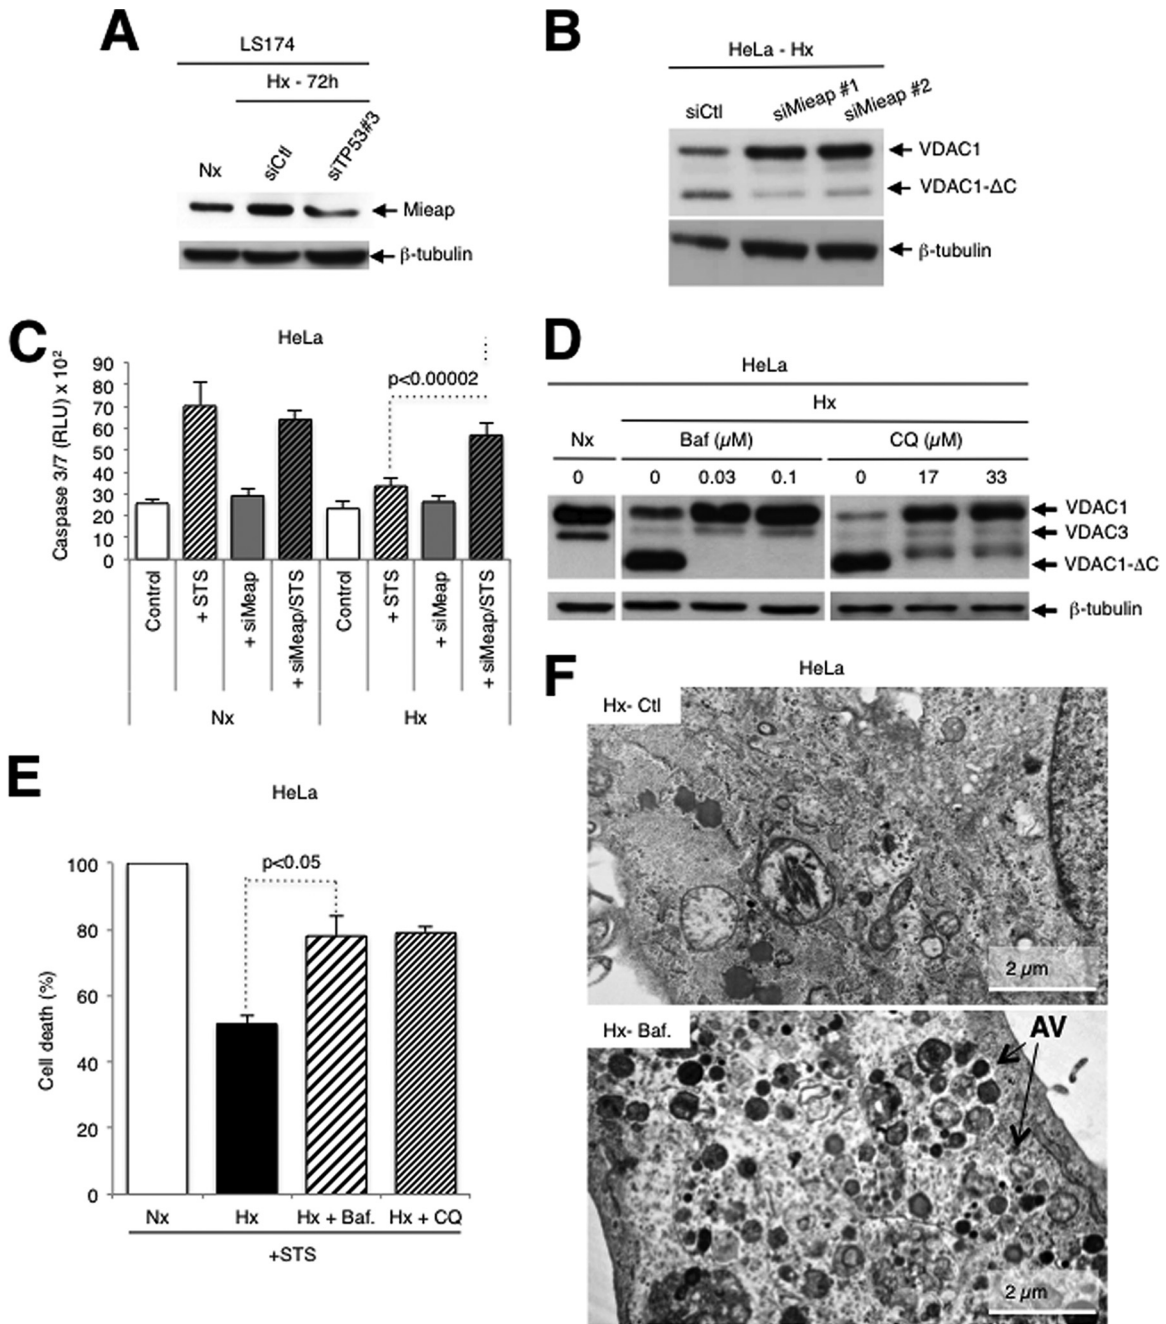 A
LS174
Hx - 72h
Nx
siCtl
siTP53#3
Mieap
β-tubulin
B
HeLa - Hx
siCtl
siMieap #1
siMieap #2
VDAC1
VDAC1-ΔC
β-tubulin
C
HeLa
Caspase 3/7 (RLU) x 10²
90
80
70
60
50
40
30
20
10
0
p<0.00002
Control
+ STS
+ siMeap
+ siMeap/STS
Control
+ STS
+ siMeap
+ siMeap/STS
Nx
Hx
D
HeLa
Hx
Nx
Baf (µM)
CQ (µM)
0
0
0.03
0.1
0
17
33
VDAC1
VDAC3
VDAC1-ΔC
β-tubulin
E
HeLa
Cell death (%)
100
80
60
40
20
0
p<0.05
Nx
Hx
Hx + Baf.
Hx + CQ
+STS
F
HeLa
Hx- Ctl
2 µm
Hx- Baf.
AV
2 µm